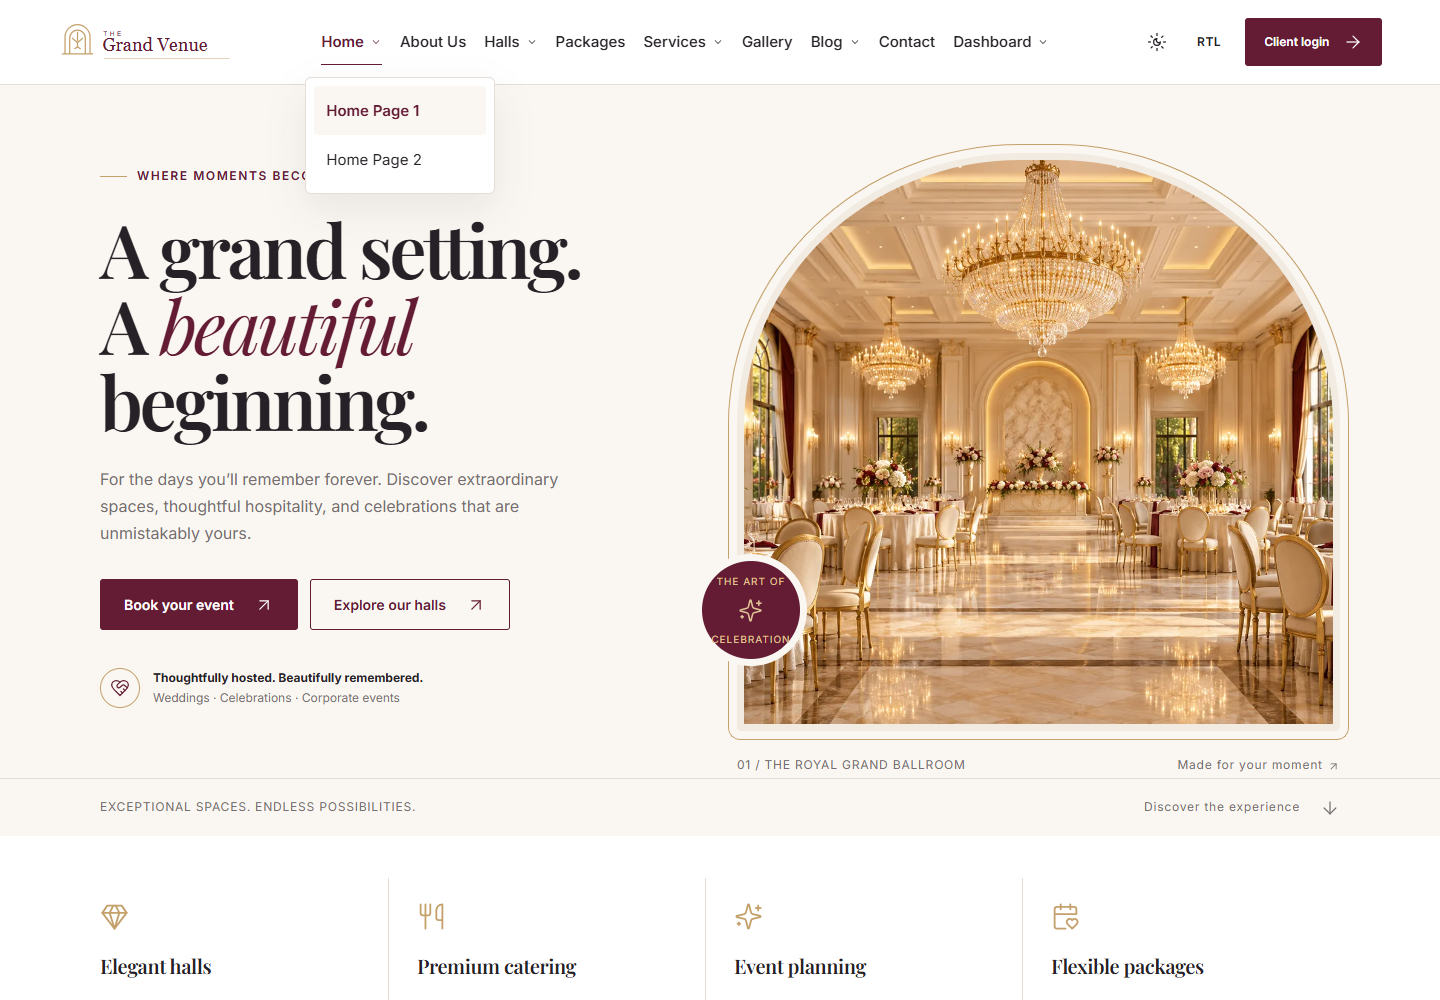 THE
Grand Venue
Home
About Us
Halls
Packages
Services
Gallery
Blog
Contact
Dashboard
RTL
Client login
Home Page 1
Home Page 2
WHERE MOMENTS
A grand setting.
A beautiful
beginning.
For the days you’ll remember forever. Discover extraordinary
spaces, thoughtful hospitality, and celebrations that are
unmistakably yours.
Book your event
Explore our halls
Thoughtfully hosted. Beautifully remembered.
Weddings · Celebrations · Corporate events
THE ART OF
CELEBRATION
01 / THE ROYAL GRAND BALLROOM
Made for your moment
EXCEPTIONAL SPACES. ENDLESS POSSIBILITIES.
Discover the experience
Elegant halls
Premium catering
Event planning
Flexible packages